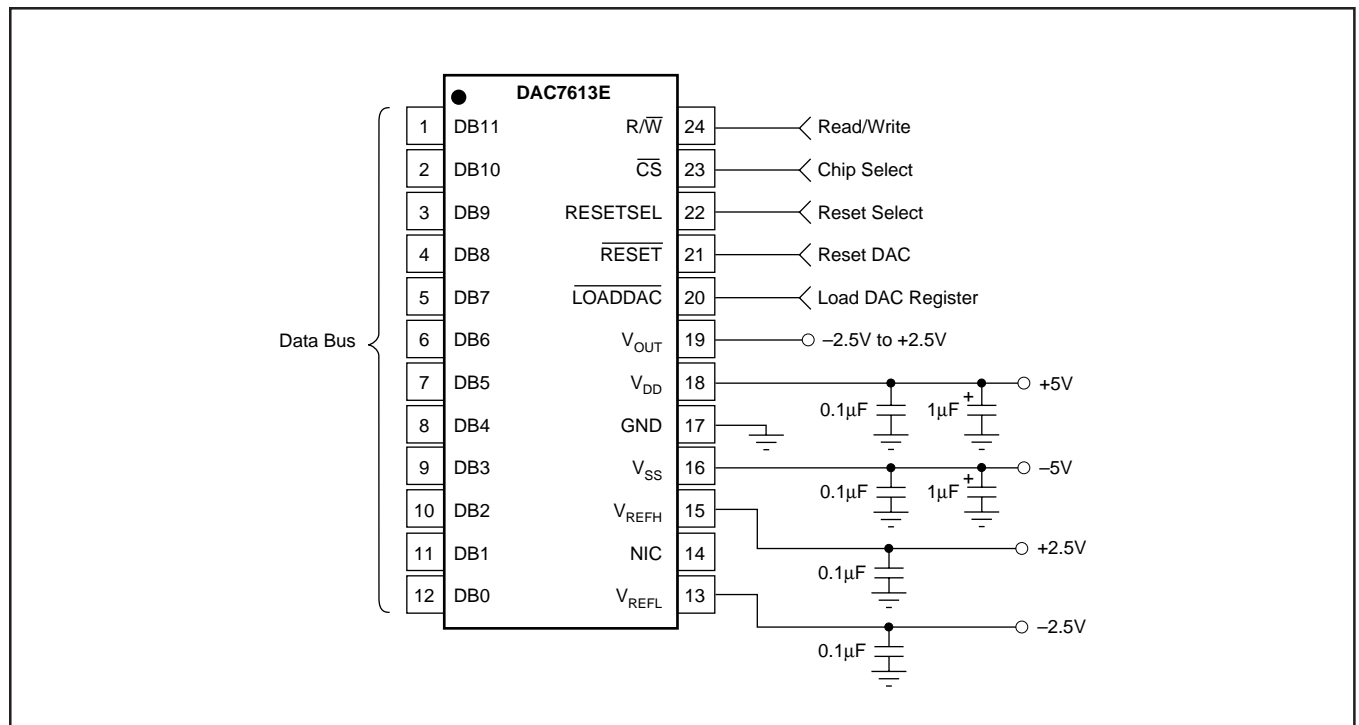 DAC7613E
1 DB11 R/W̅ 24 Read/Write
2 DB10 C̅S̅ 23 Chip Select
3 DB9 RESETSEL 22 Reset Select
4 DB8 R̅E̅S̅E̅T̅ 21 Reset DAC
5 DB7 L̅O̅A̅D̅D̅A̅C̅ 20 Load DAC Register
Data Bus
6 DB6 VOUT 19 –2.5V to +2.5V
7 DB5 VDD 18 +5V
0.1µF 1µF +
8 DB4 GND 17
9 DB3 VSS 16 –5V
0.1µF 1µF +
10 DB2 VREFH 15
11 DB1 NIC 14 +2.5V
0.1µF
12 DB0 VREFL 13
–2.5V
0.1µF